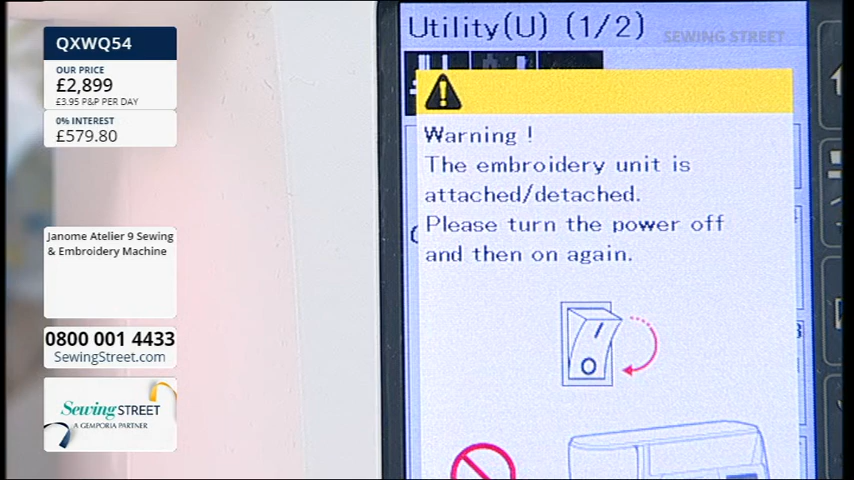 QXWQ54
OUR PRICE
£2,899
£3.95 P&P PER DAY
0% INTEREST
£579.80
Janome Atelier 9 Sewing
& Embroidery Machine
0800 001 4433
SewingStreet.com
Sewing STREET
A GEMPORIA PARTNER
Utility(U) (1/2)
SEWING STREET
Warning !
The embroidery unit is
attached/detached.
Please turn the power off
and then on again.